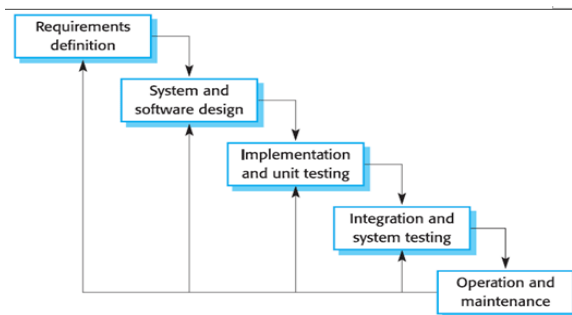 Requirements
definition
System and
software design
Implementation
and unit testing
Integration and
system testing
Operation and
maintenance